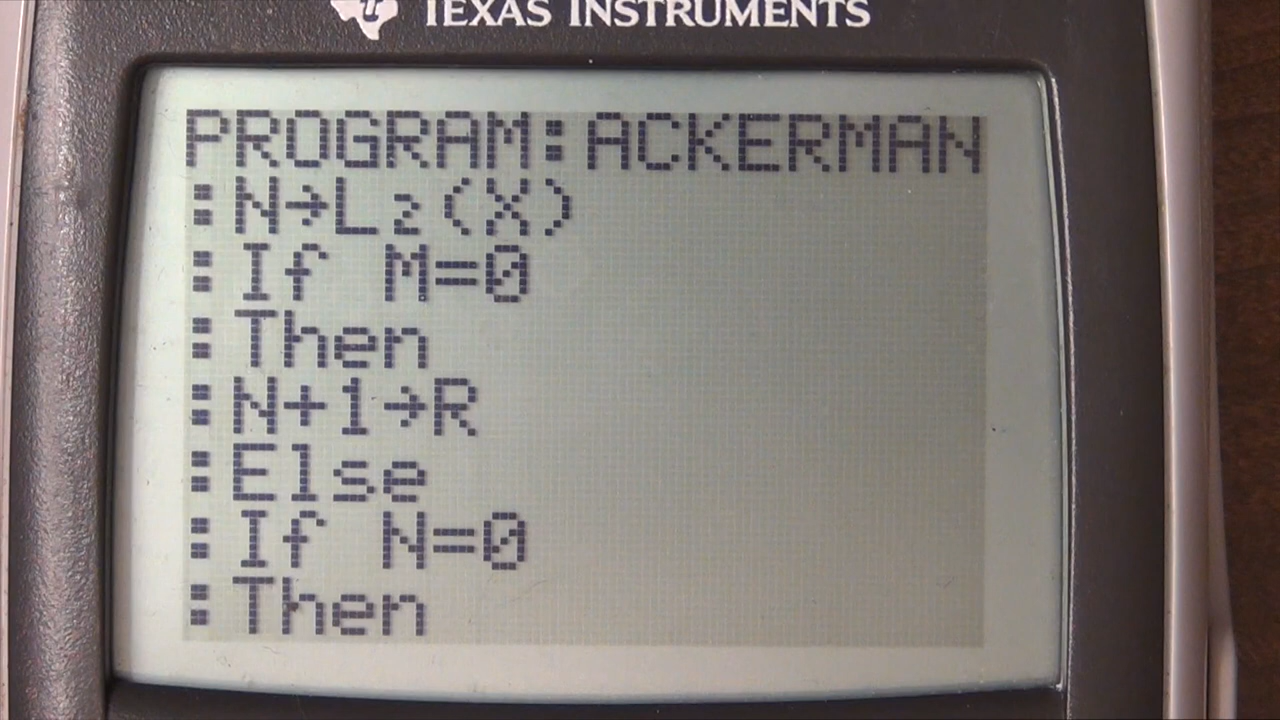 TEXAS INSTRUMENTS
PROGRAM:ACKERMAN
:N→L₂(X)
:If M=0
:Then
:N+1→R
:Else
:If N=0
:Then